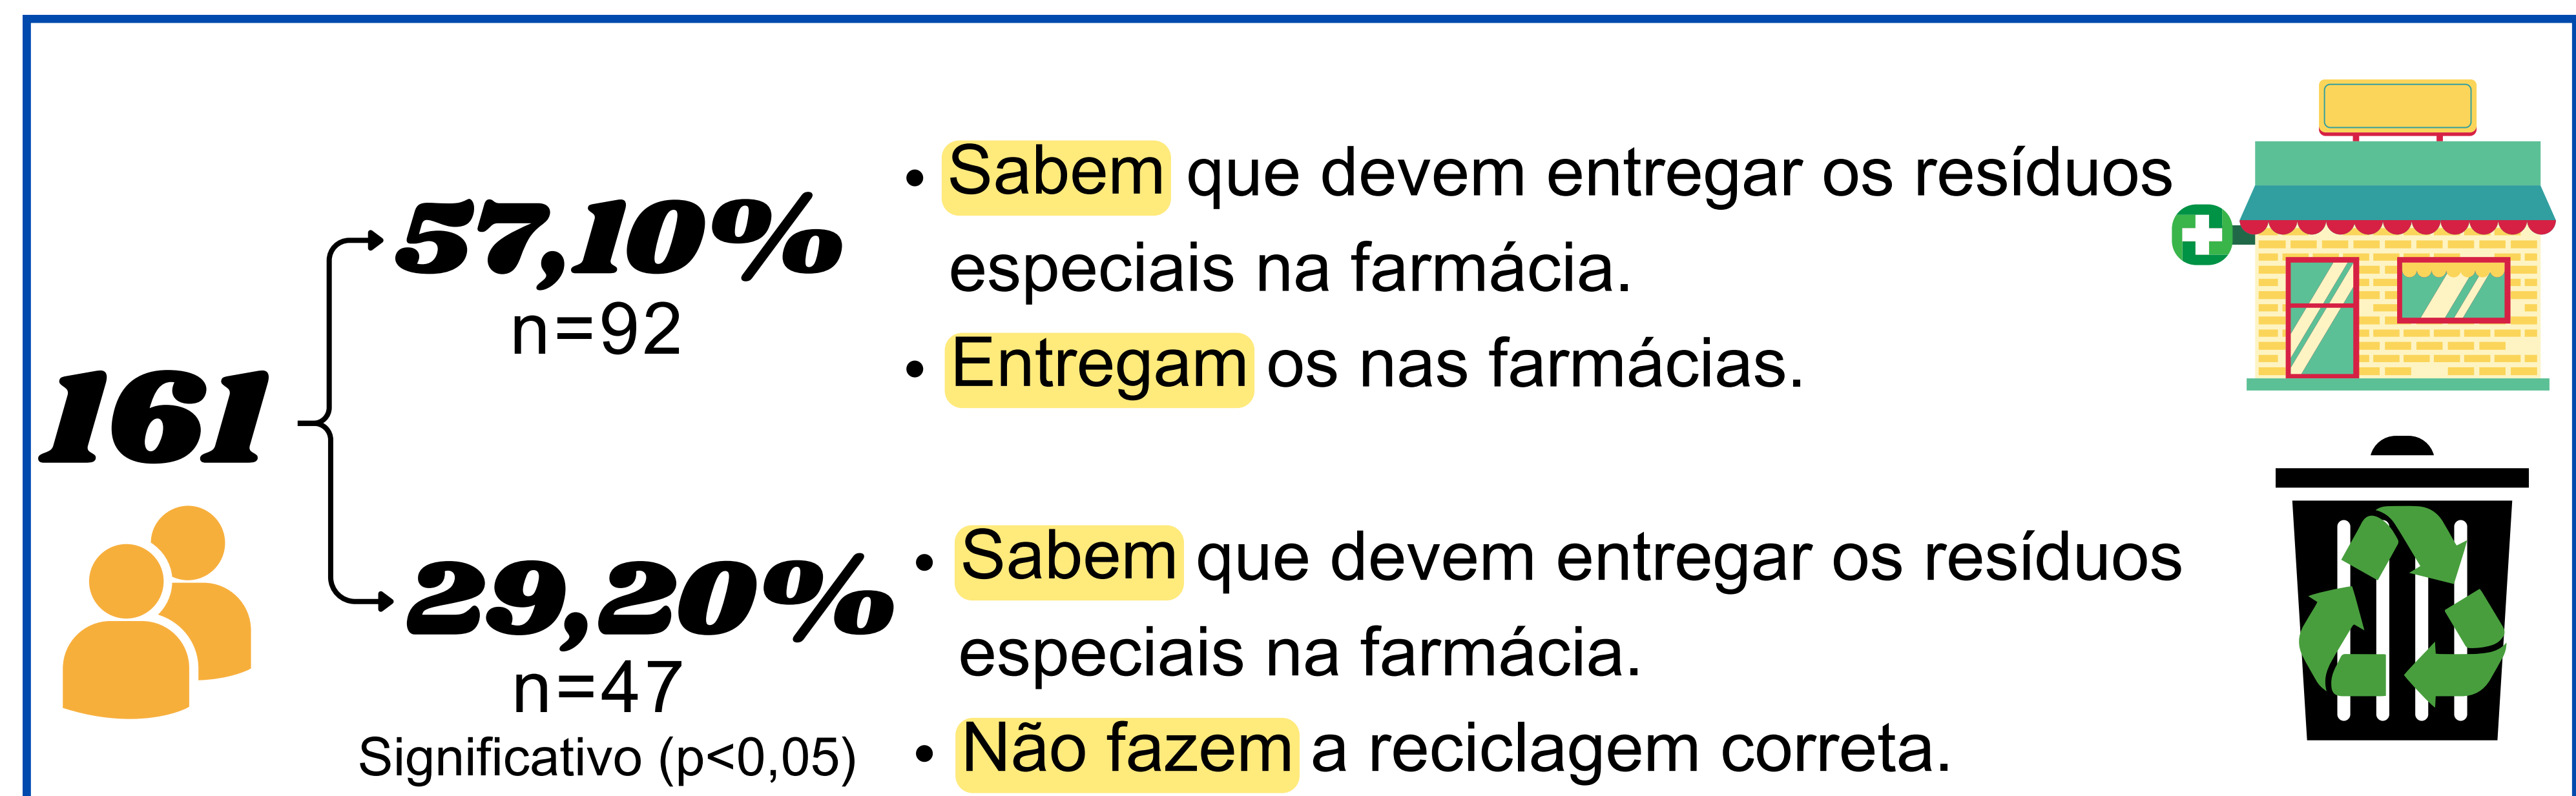 161
57,10%
n=92
• Sabem que devem entregar os resíduos
especiais na farmácia.
• Entregam os nas farmácias.
29,20%
n=47
Significativo (p<0,05)
• Sabem que devem entregar os resíduos
especiais na farmácia.
• Não fazem a reciclagem correta.